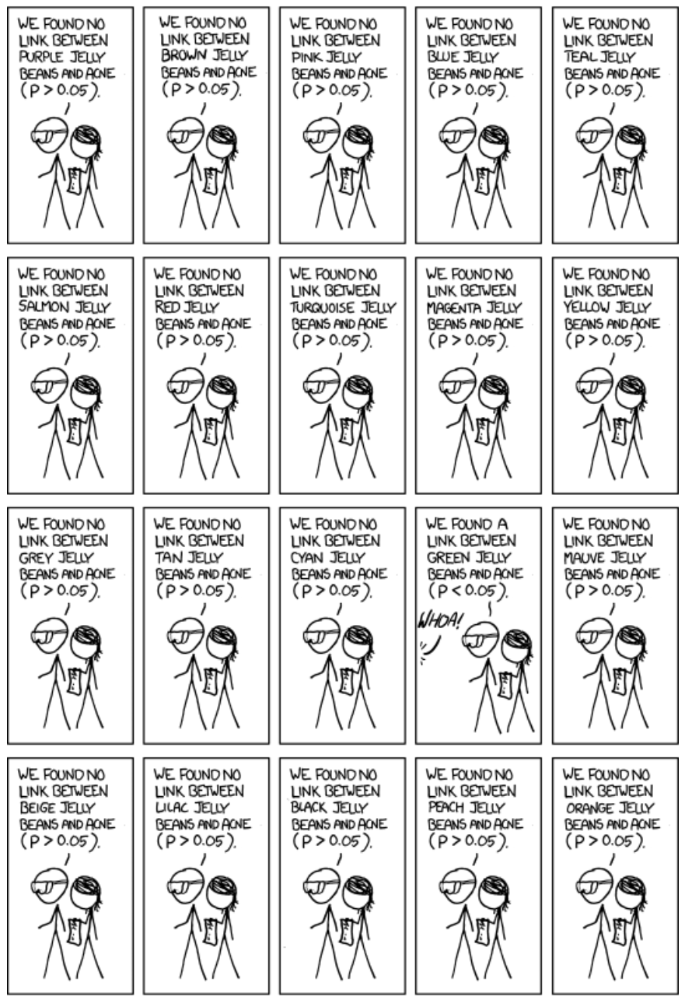 WE FOUND NO
LINK BETWEEN
PURPLE JELLY
BEANS AND ACNE
(P > 0.05).
WE FOUND NO
LINK BETWEEN
BROWN JELLY
BEANS AND ACNE
(P > 0.05).
WE FOUND NO
LINK BETWEEN
PINK JELLY
BEANS AND ACNE
(P > 0.05).
WE FOUND NO
LINK BETWEEN
BLUE JELLY
BEANS AND ACNE
(P > 0.05).
WE FOUND NO
LINK BETWEEN
TEAL JELLY
BEANS AND ACNE
(P > 0.05).
WE FOUND NO
LINK BETWEEN
SALMON JELLY
BEANS AND ACNE
(P > 0.05).
WE FOUND NO
LINK BETWEEN
RED JELLY
BEANS AND ACNE
(P > 0.05).
WE FOUND NO
LINK BETWEEN
TURQUOISE JELLY
BEANS AND ACNE
(P > 0.05).
WE FOUND NO
LINK BETWEEN
MAGENTA JELLY
BEANS AND ACNE
(P > 0.05).
WE FOUND NO
LINK BETWEEN
YELLOW JELLY
BEANS AND ACNE
(P > 0.05).
WE FOUND NO
LINK BETWEEN
GREY JELLY
BEANS AND ACNE
(P > 0.05).
WE FOUND NO
LINK BETWEEN
TAN JELLY
BEANS AND ACNE
(P > 0.05).
WE FOUND NO
LINK BETWEEN
CYAN JELLY
BEANS AND ACNE
(P > 0.05).
WE FOUND A
LINK BETWEEN
GREEN JELLY
BEANS AND ACNE
(P < 0.05).
WHOA!
WE FOUND NO
LINK BETWEEN
MAUVE JELLY
BEANS AND ACNE
(P > 0.05).
WE FOUND NO
LINK BETWEEN
BEIGE JELLY
BEANS AND ACNE
(P > 0.05).
WE FOUND NO
LINK BETWEEN
LILAC JELLY
BEANS AND ACNE
(P > 0.05).
WE FOUND NO
LINK BETWEEN
BLACK JELLY
BEANS AND ACNE
(P > 0.05).
WE FOUND NO
LINK BETWEEN
PEACH JELLY
BEANS AND ACNE
(P > 0.05).
WE FOUND NO
LINK BETWEEN
ORANGE JELLY
BEANS AND ACNE
(P > 0.05).